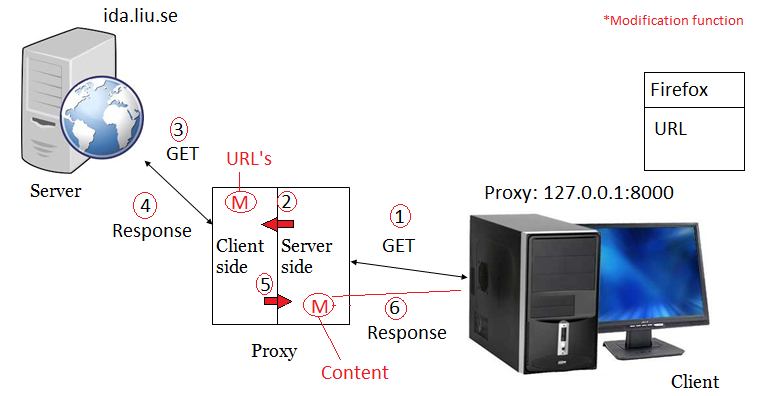 ida.liu.se
*Modification function
Firefox
URL
3
GET
URL's
Server
Proxy: 127.0.0.1:8000
4
Response
M
2
1
GET
Client
side
Server
side
5
M
6
Response
Proxy
Content
Client